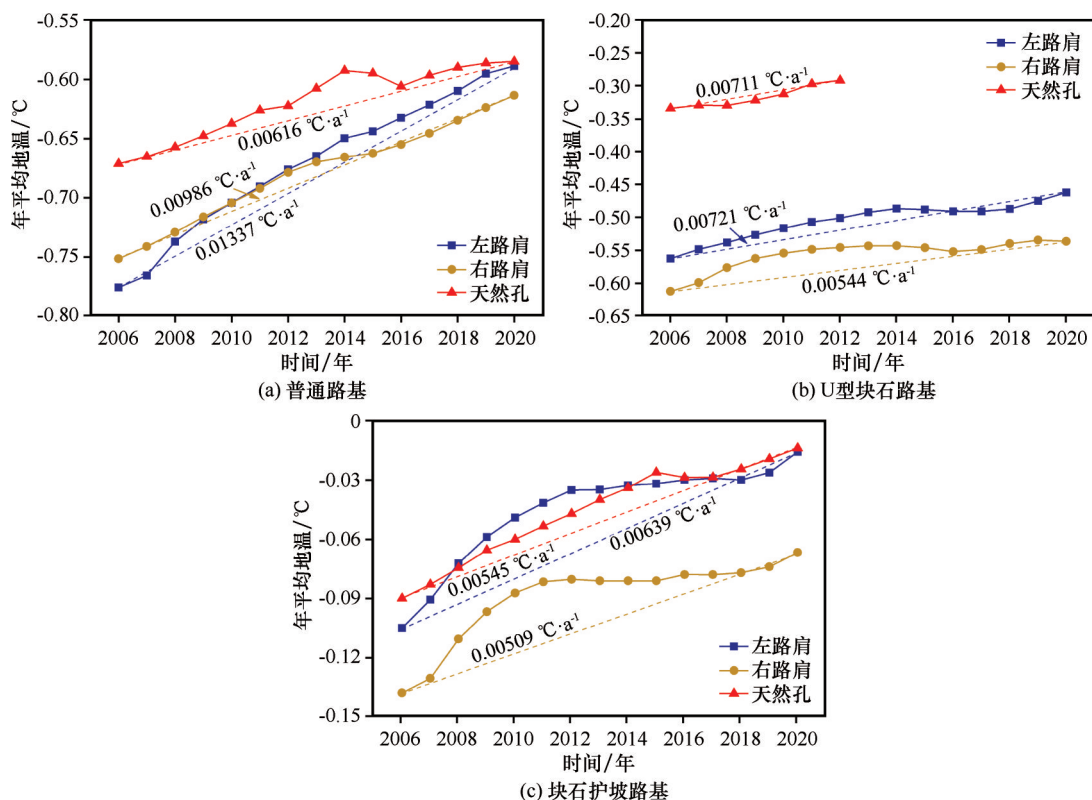 -0.55
-0.60
-0.65
-0.70
-0.75
-0.80
年平均地温/℃
0.00616 ℃·a⁻¹
0.00986 ℃·a⁻¹
0.01337 ℃·a⁻¹
左路肩
右路肩
天然孔
2006 2008 2010 2012 2014 2016 2018 2020
时间/年
(a) 普通路基
-0.20
-0.25
-0.30
-0.35
-0.40
-0.45
-0.50
-0.55
-0.60
-0.65
年平均地温/℃
左路肩
右路肩
天然孔
0.00711 ℃·a⁻¹
0.00721 ℃·a⁻¹
0.00544 ℃·a⁻¹
2006 2008 2010 2012 2014 2016 2018 2020
时间/年
(b) U型块石路基
0
-0.03
-0.06
-0.09
-0.12
-0.15
年平均地温/℃
0.00639 ℃·a⁻¹
0.00545 ℃·a⁻¹
0.00509 ℃·a⁻¹
左路肩
右路肩
天然孔
2006 2008 2010 2012 2014 2016 2018 2020
时间/年
(c) 块石护坡路基